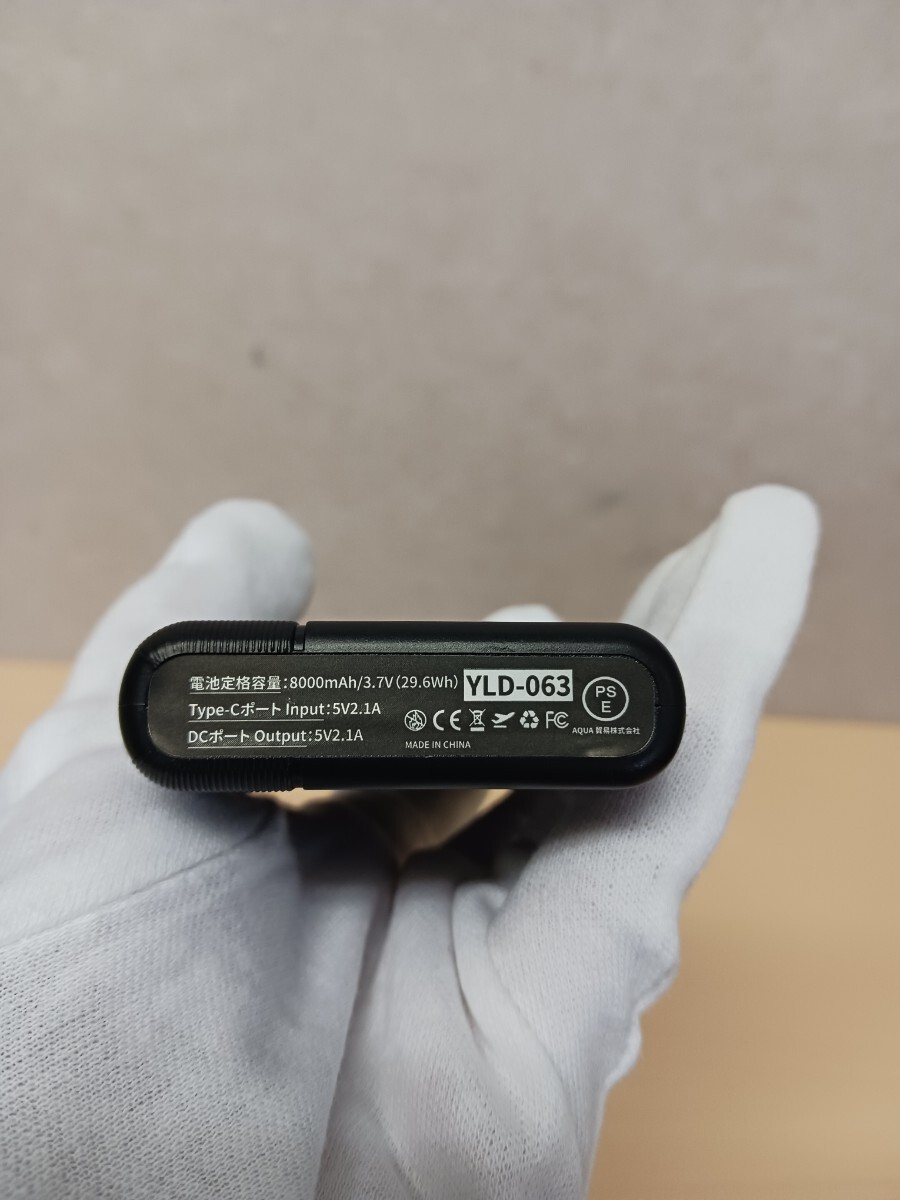 電池定格容量:8000mAh/3.7V(29.6Wh)
YLD-063
Type-Cポート Input:5V2.1A
DCポート Output:5V2.1A
CE
FC
MADE IN CHINA
PS
E
AQUA 貿易株式会社